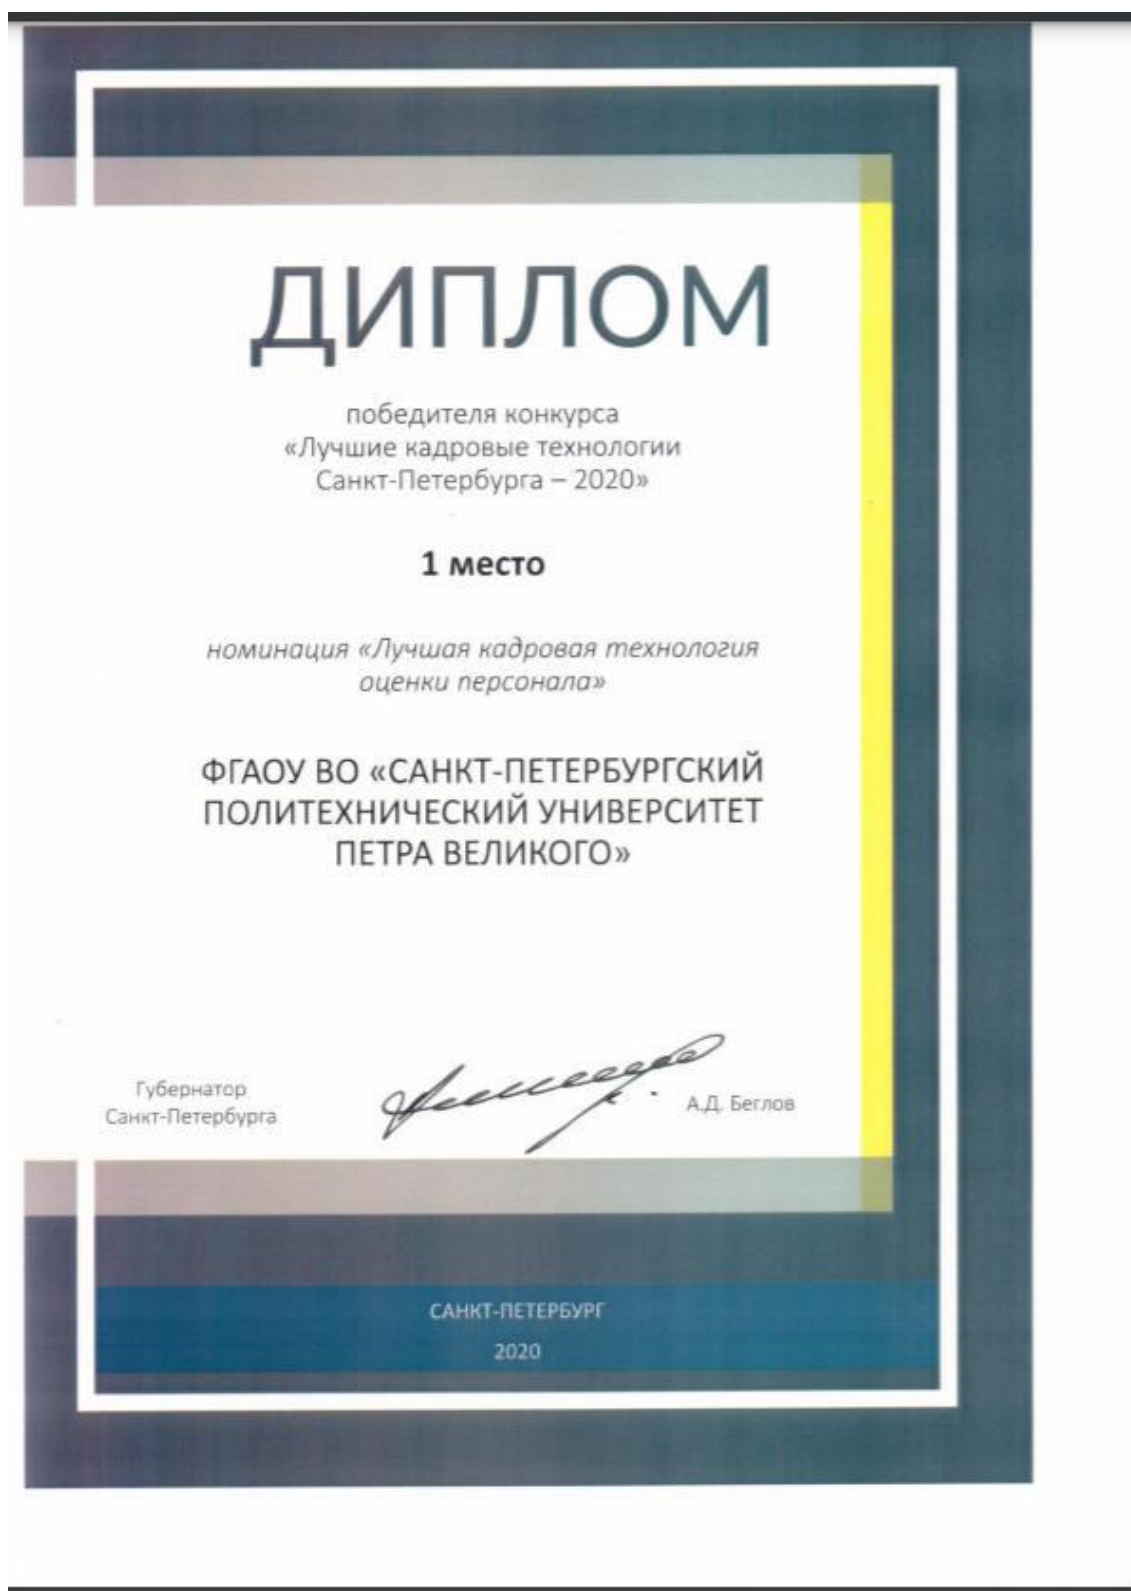 ДИПЛОМ
победителя конкурса
«Лучшие кадровые технологии
Санкт-Петербурга – 2020»
1 место
номинация «Лучшая кадровая технология
оценки персонала»
ФГАОУ ВО «САНКТ-ПЕТЕРБУРГСКИЙ
ПОЛИТЕХНИЧЕСКИЙ УНИВЕРСИТЕТ
ПЕТРА ВЕЛИКОГО»
Губернатор
Санкт-Петербурга
А.Д. Беглов
САНКТ-ПЕТЕРБУРГ
2020